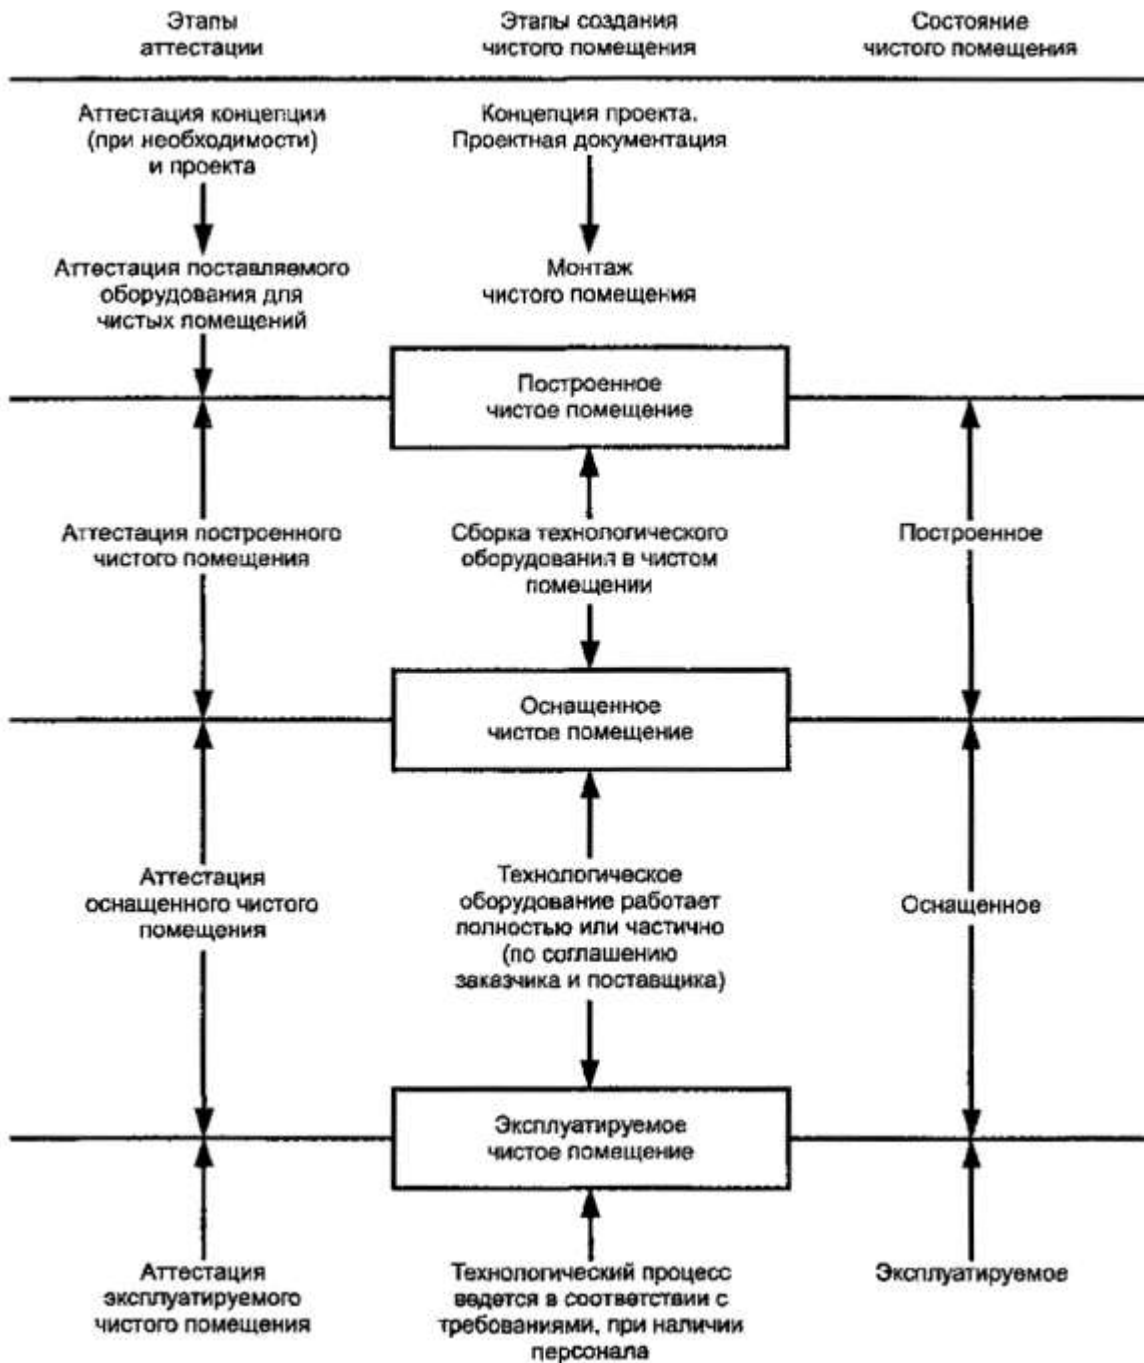 Этапы
аттестации
Этапы создания
чистого помещения
Состояние
чистого помещения
Аттестация концепции
(при необходимости)
и проекта
Концепция проекта.
Проектная документация
Аттестация поставляемого
оборудования для
чистых помещений
Монтаж
чистого помещения
Построенное
чистое помещение
Аттестация построенного
чистого помещения
Сборка технологического
оборудования в чистом
помещении
Построенное
Оснащенное
чистое помещение
Аттестация
оснащенного чистого
помещения
Технологическое
оборудование работает
полностью или частично
(по соглашению
заказчика и поставщика)
Оснащенное
Эксплуатируемое
чистое помещение
Аттестация
эксплуатируемого
чистого помещения
Технологический процесс
ведется в соответствии с
требованиями, при наличии
персонала
Эксплуатируемое